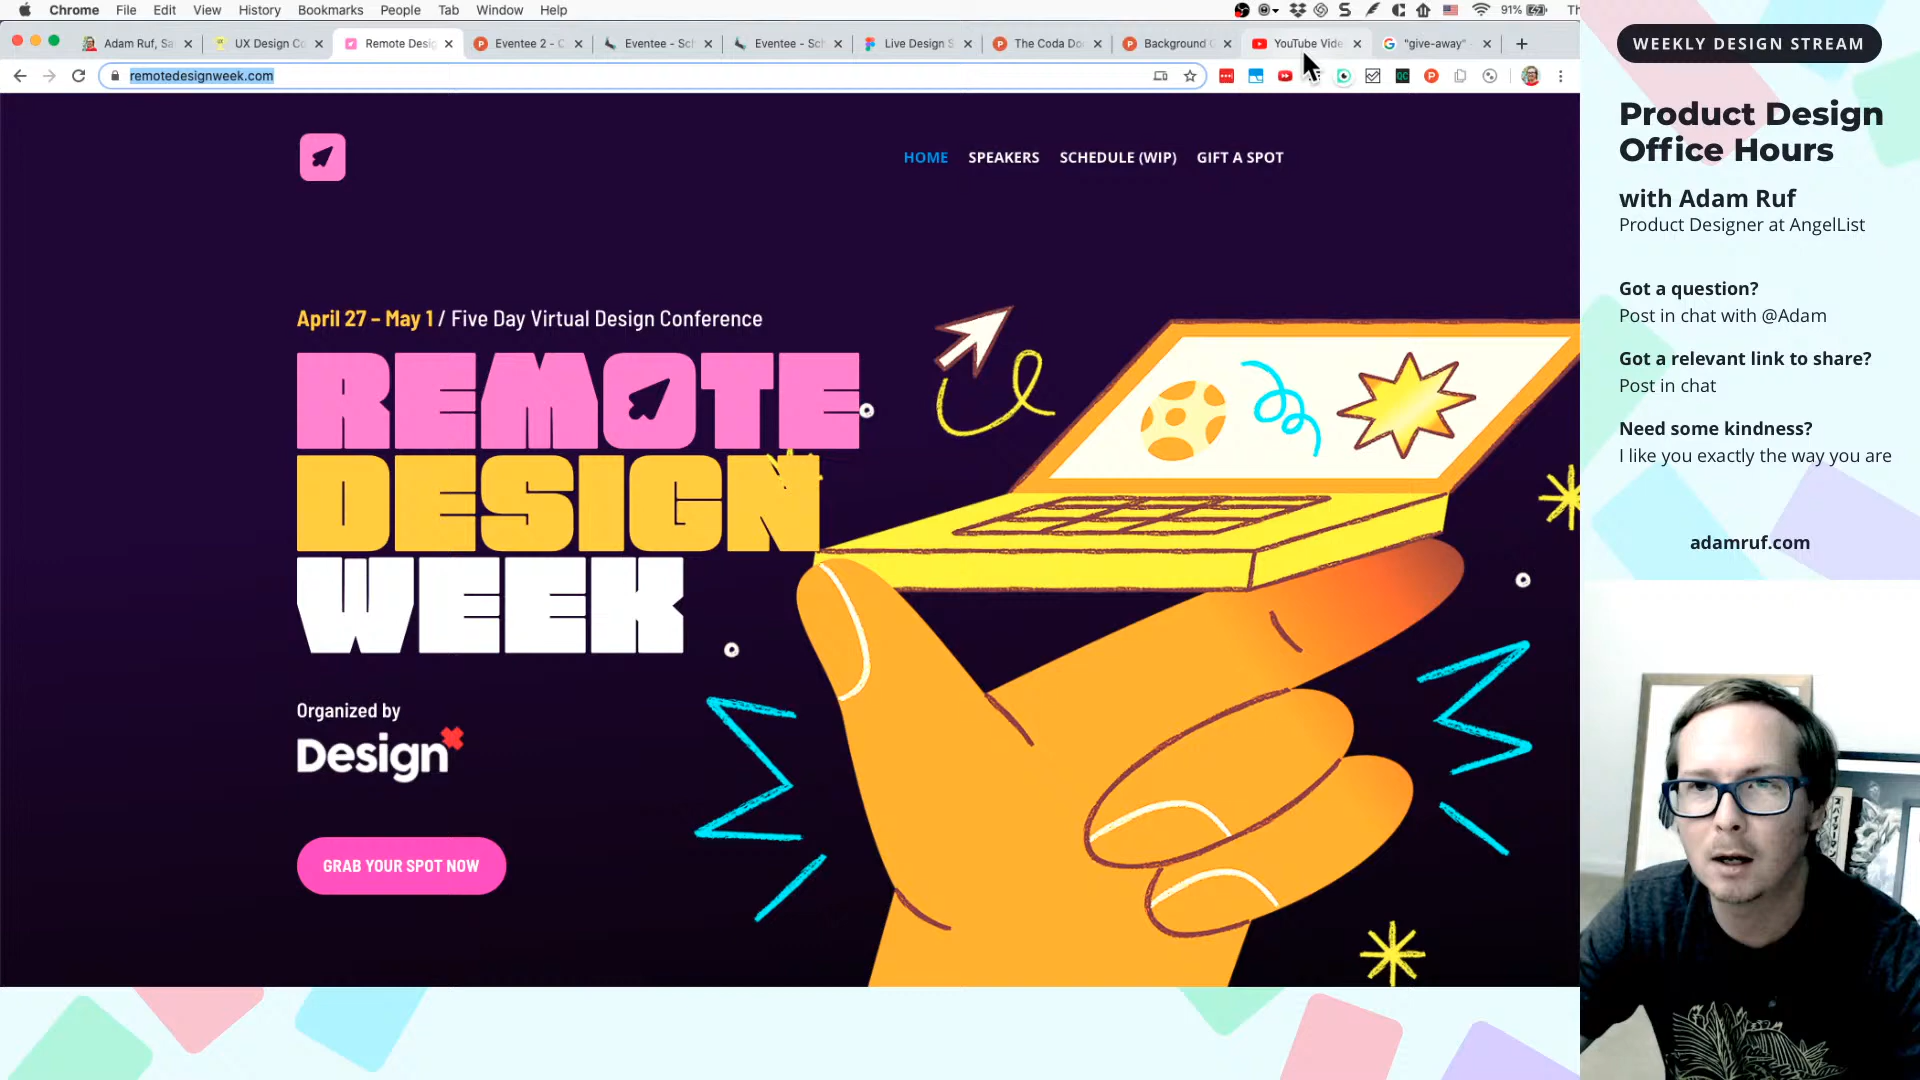 Chrome File Edit View History Bookmarks People Tab Window Help
91%
Adam Ruf, Sa
UX Design Co
Remote Desig
Eventee 2 - C
Eventee - Sch
Eventee - Sch
Live Design S
The Coda Do
Background
YouTube Vide
"give-away"
remotedesignweek.com
HOME SPEAKERS SCHEDULE (WIP) GIFT A SPOT
April 27 – May 1 / Five Day Virtual Design Conference
REMOTE
DESIGN
WEEK
Organized by
Design
GRAB YOUR SPOT NOW
WEEKLY DESIGN STREAM
Product Design
Office Hours
with Adam Ruf
Product Designer at AngelList
Got a question?
Post in chat with @Adam
Got a relevant link to share?
Post in chat
Need some kindness?
I like you exactly the way you are
adamruf.com